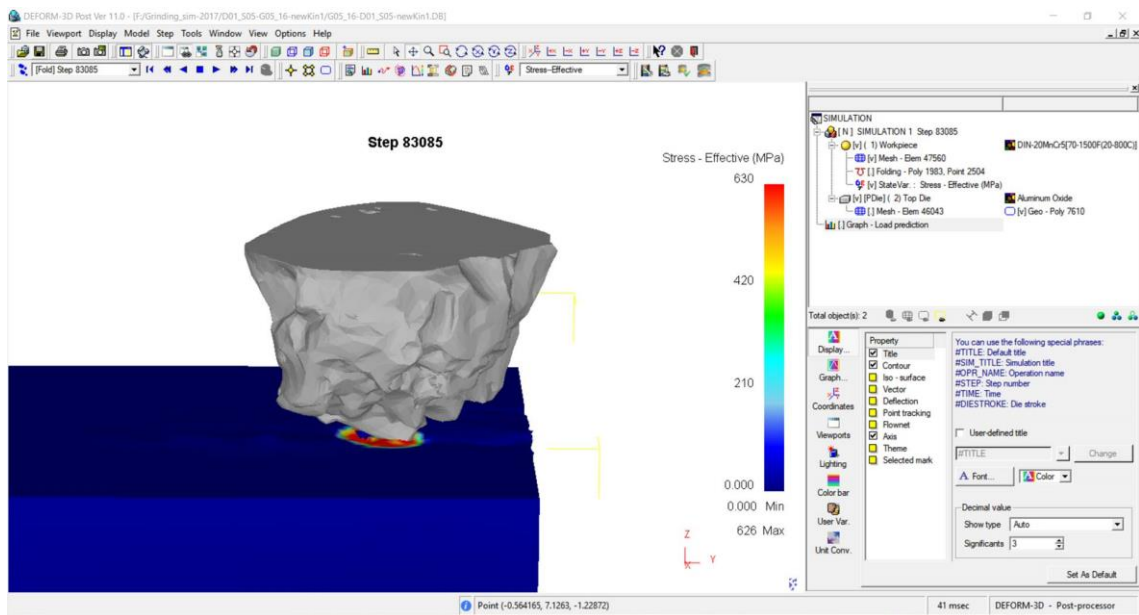 DEFORM-3D Post Ver 11.0 - [F:/Grinding_sim-2017/D01_S05-G05_16-newKin1/G05_16-D01_S05-newKin1.DB]
File Viewport Display Model Step Tools Window View Options Help
[Fold] Step 83085
Stress-Effective
Step 83085
Stress - Effective (MPa)
630
420
210
0.000
0.000 Min
626 Max
Z
X Y
SIMULATION
[ N ] SIMULATION 1 Step 83085
[v] ( 1) Workpiece
DIN-20MnCr5[70-1500F(20-800C)]
[v] Mesh - Elem 47560
[.] Folding - Poly 1983, Point 2504
[v] StateVar. : Stress - Effective (MPa)
[v] [PDie] ( 2) Top Die
Aluminum Oxide
[.] Mesh - Elem 46043
[v] Geo - Poly 7610
[.] Graph - Load prediction
Total object(s): 2
Display...
Graph...
Coordinates
Viewports
Lighting
Color bar
User Var.
Unit Conv.
Property
Title
Contour
Iso - surface
Vector
Deflection
Point tracking
Flownet
Axis
Theme
Selected mark
You can use the following special phrases:
#TITLE: Default title
#SIM_TITLE: Simulation title
#OPR_NAME: Operation name
#STEP: Step number
#TIME: Time
#DIESTROKE: Die stroke
User-defined title
#TITLE
Change
Font...
Color
Decimal value
Show type Auto
Significants 3
Set As Default
Point (-0.564165, 7.1263, -1.22872)
41 msec
DEFORM-3D - Post-processor